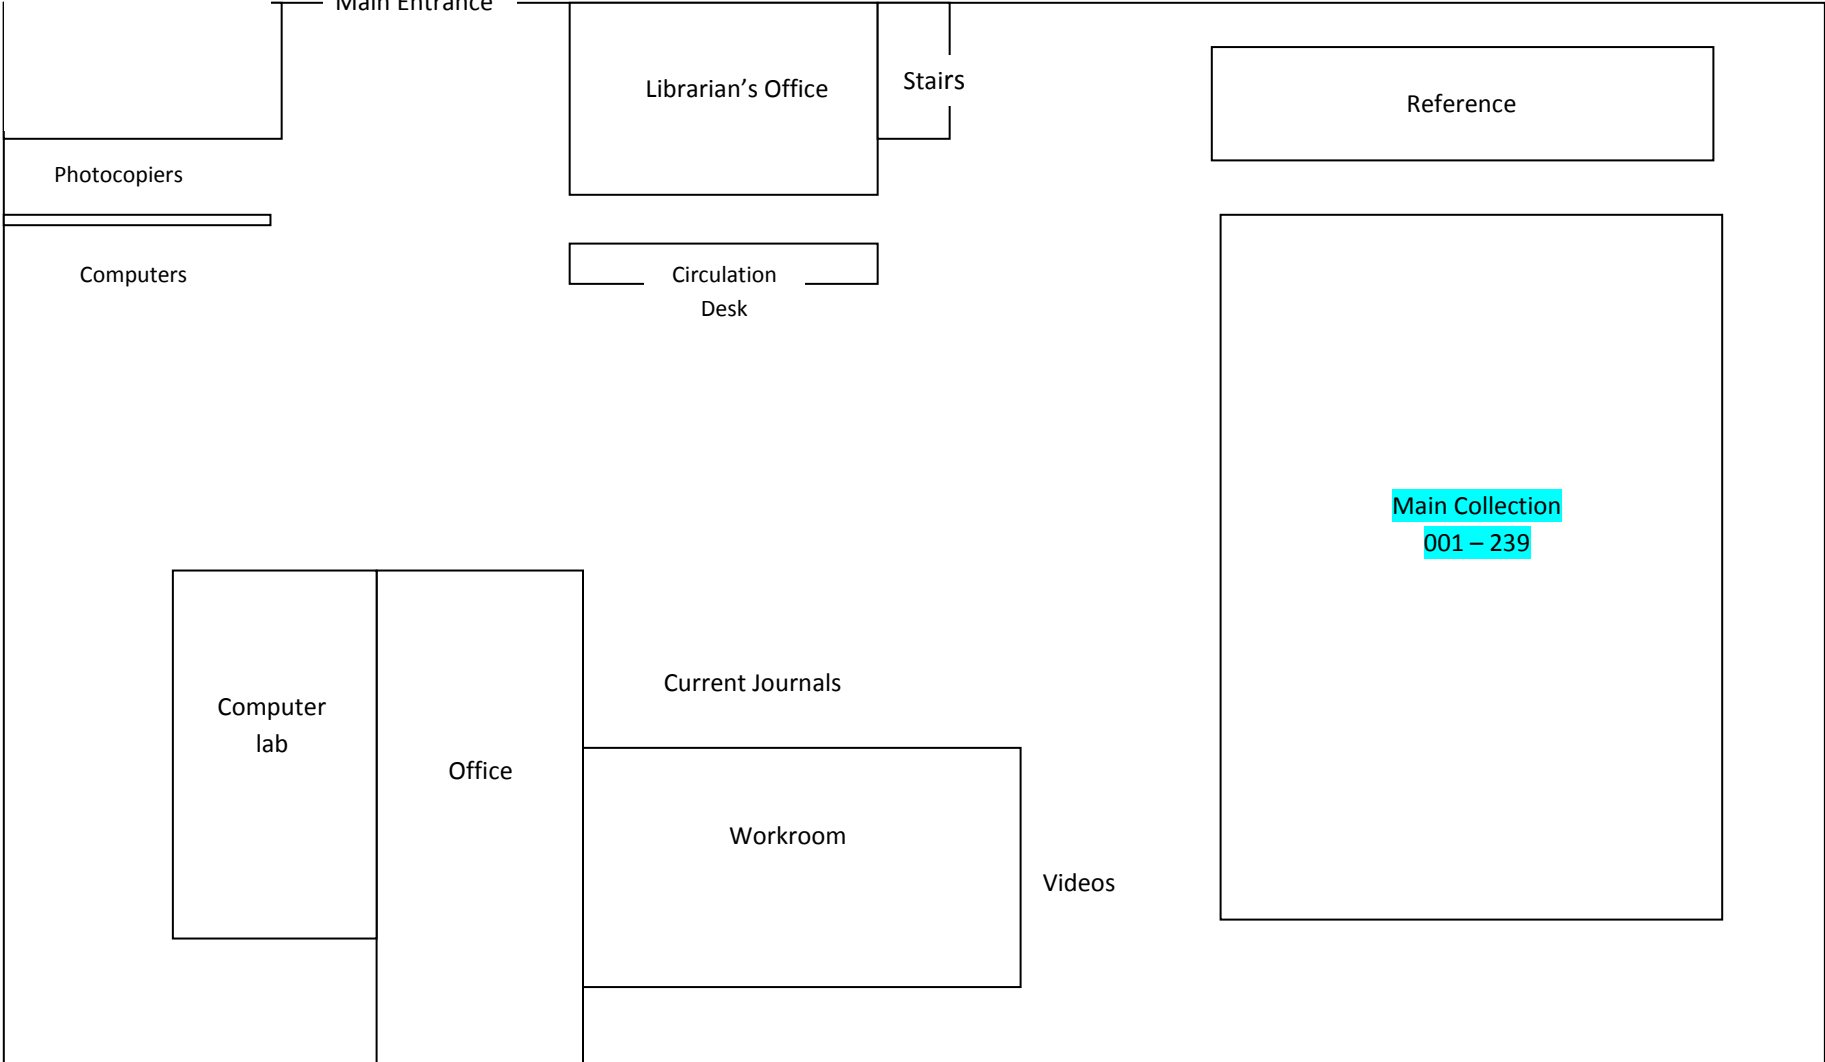 Main Entrance
Librarian’s Office
Stairs
Reference
Photocopiers
Computers
Circulation
Desk
Main Collection
001 – 239
Current Journals
Computer
lab
Office
Workroom
Videos